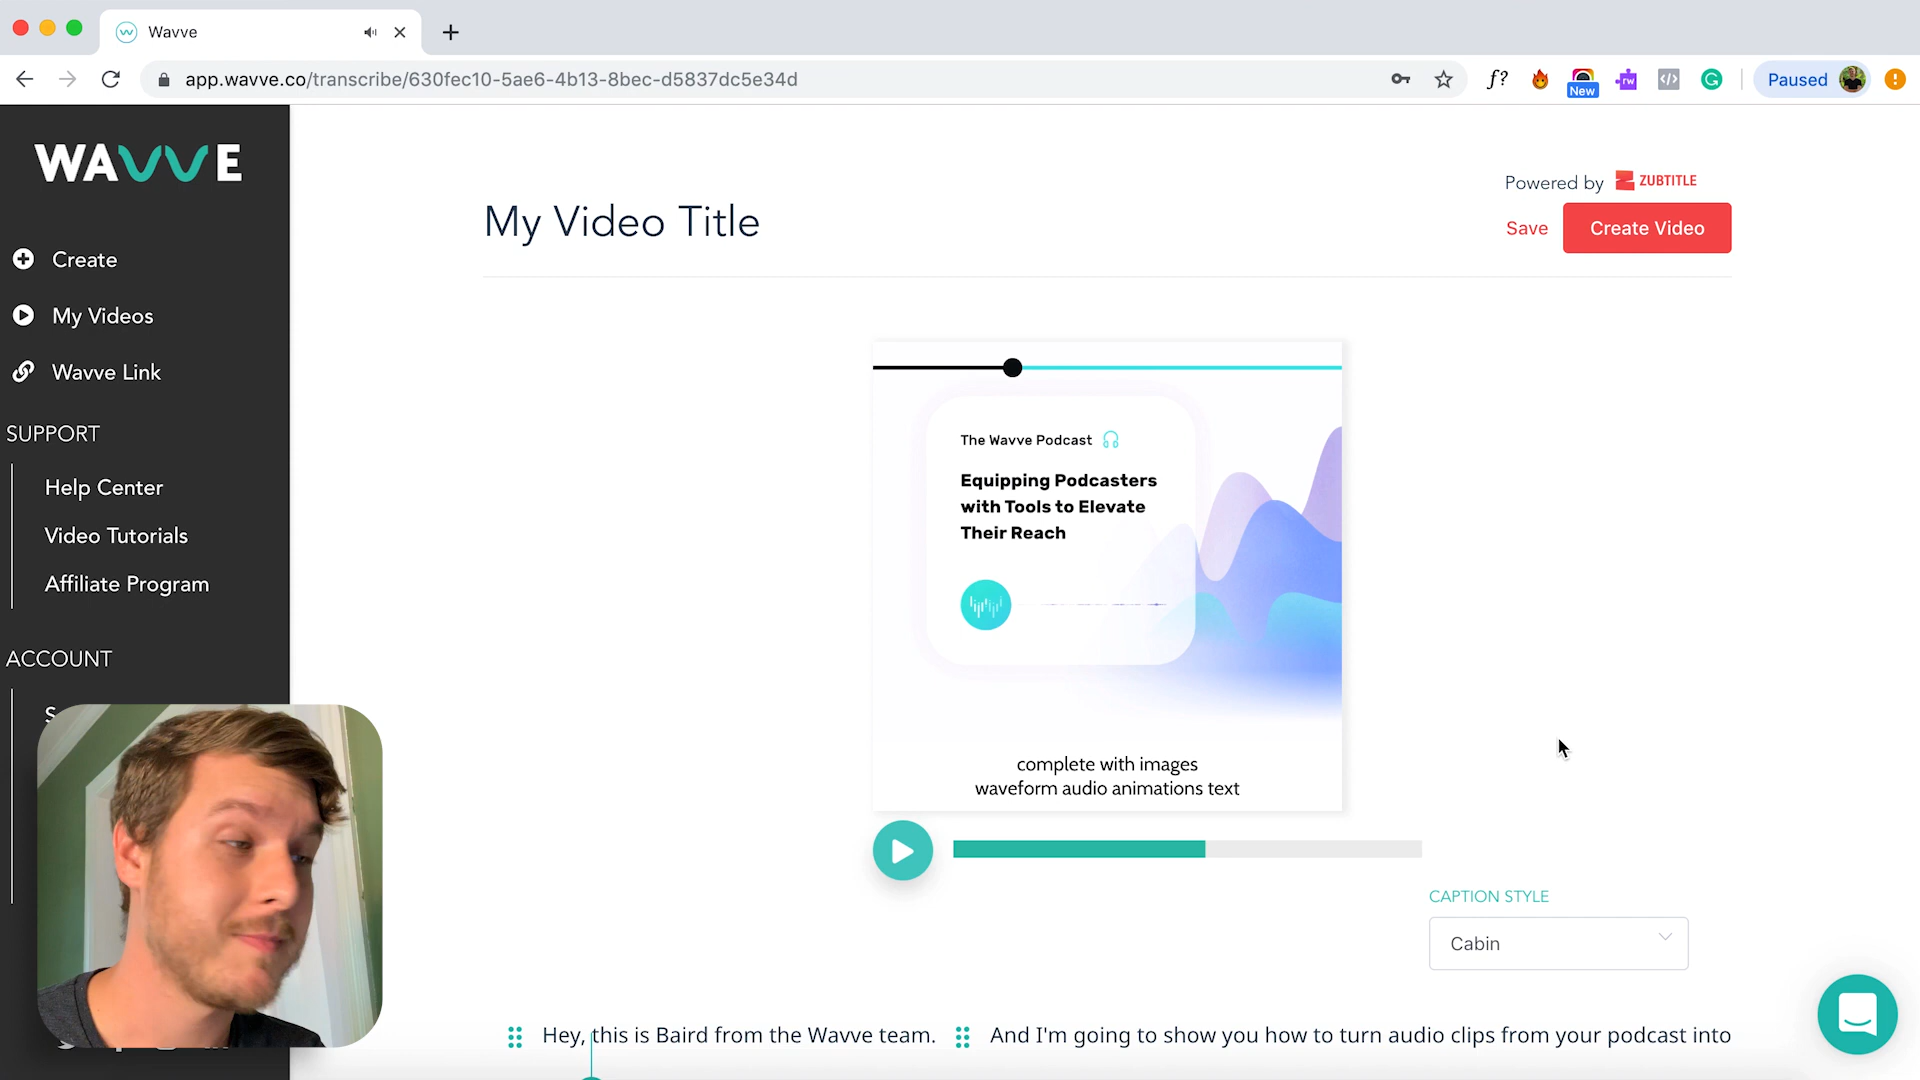 Wavve
app.wavve.co/transcribe/630fec10-5ae6-4b13-8bec-d5837dc5e34d
f?
New
rw
</>
G
Paused
WAVVE
Create
My Videos
Wavve Link
SUPPORT
Help Center
Video Tutorials
Affiliate Program
ACCOUNT
S
My Video Title
Powered by ZUBTITLE
Save
Create Video
The Wavve Podcast
Equipping Podcasters
with Tools to Elevate
Their Reach
complete with images
waveform audio animations text
CAPTION STYLE
Cabin
Hey, this is Baird from the Wavve team.
And I'm going to show you how to turn audio clips from your podcast into